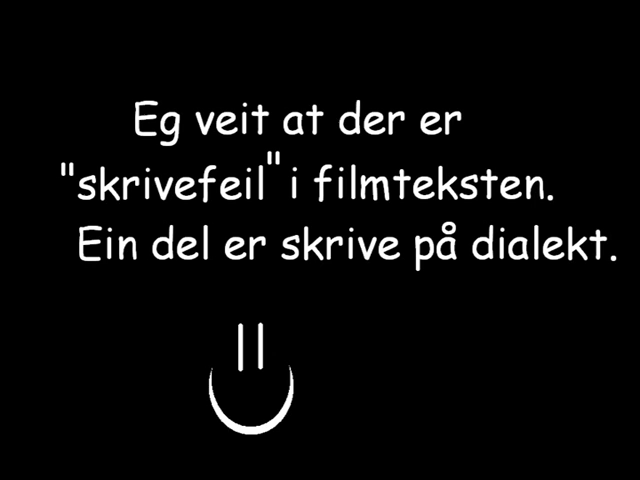 Eg veit at der er
"skrivefeil" i filmteksten.
Ein del er skrive på dialekt.